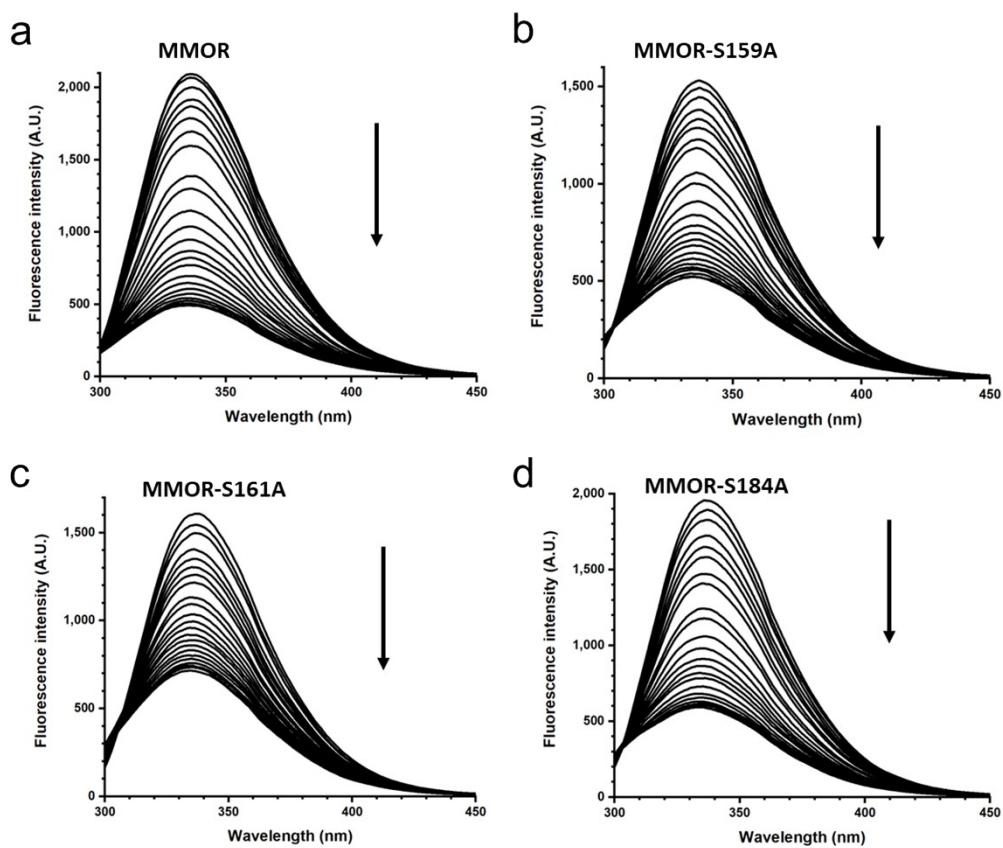 a
MMOR
Fluorescence intensity (A.U.)
2,000
1,500
1,000
500
0
300
350
400
450
Wavelength (nm)
b
MMOR-S159A
Fluorescence intensity (A.U.)
1,500
1,000
500
0
300
350
400
450
Wavelength (nm)
c
MMOR-S161A
Fluorescence intensity (A.U.)
1,500
1,000
500
0
300
350
400
450
Wavelength (nm)
d
MMOR-S184A
Fluorescence intensity (A.U.)
2,000
1,500
1,000
500
0
300
350
400
450
Wavelength (nm)